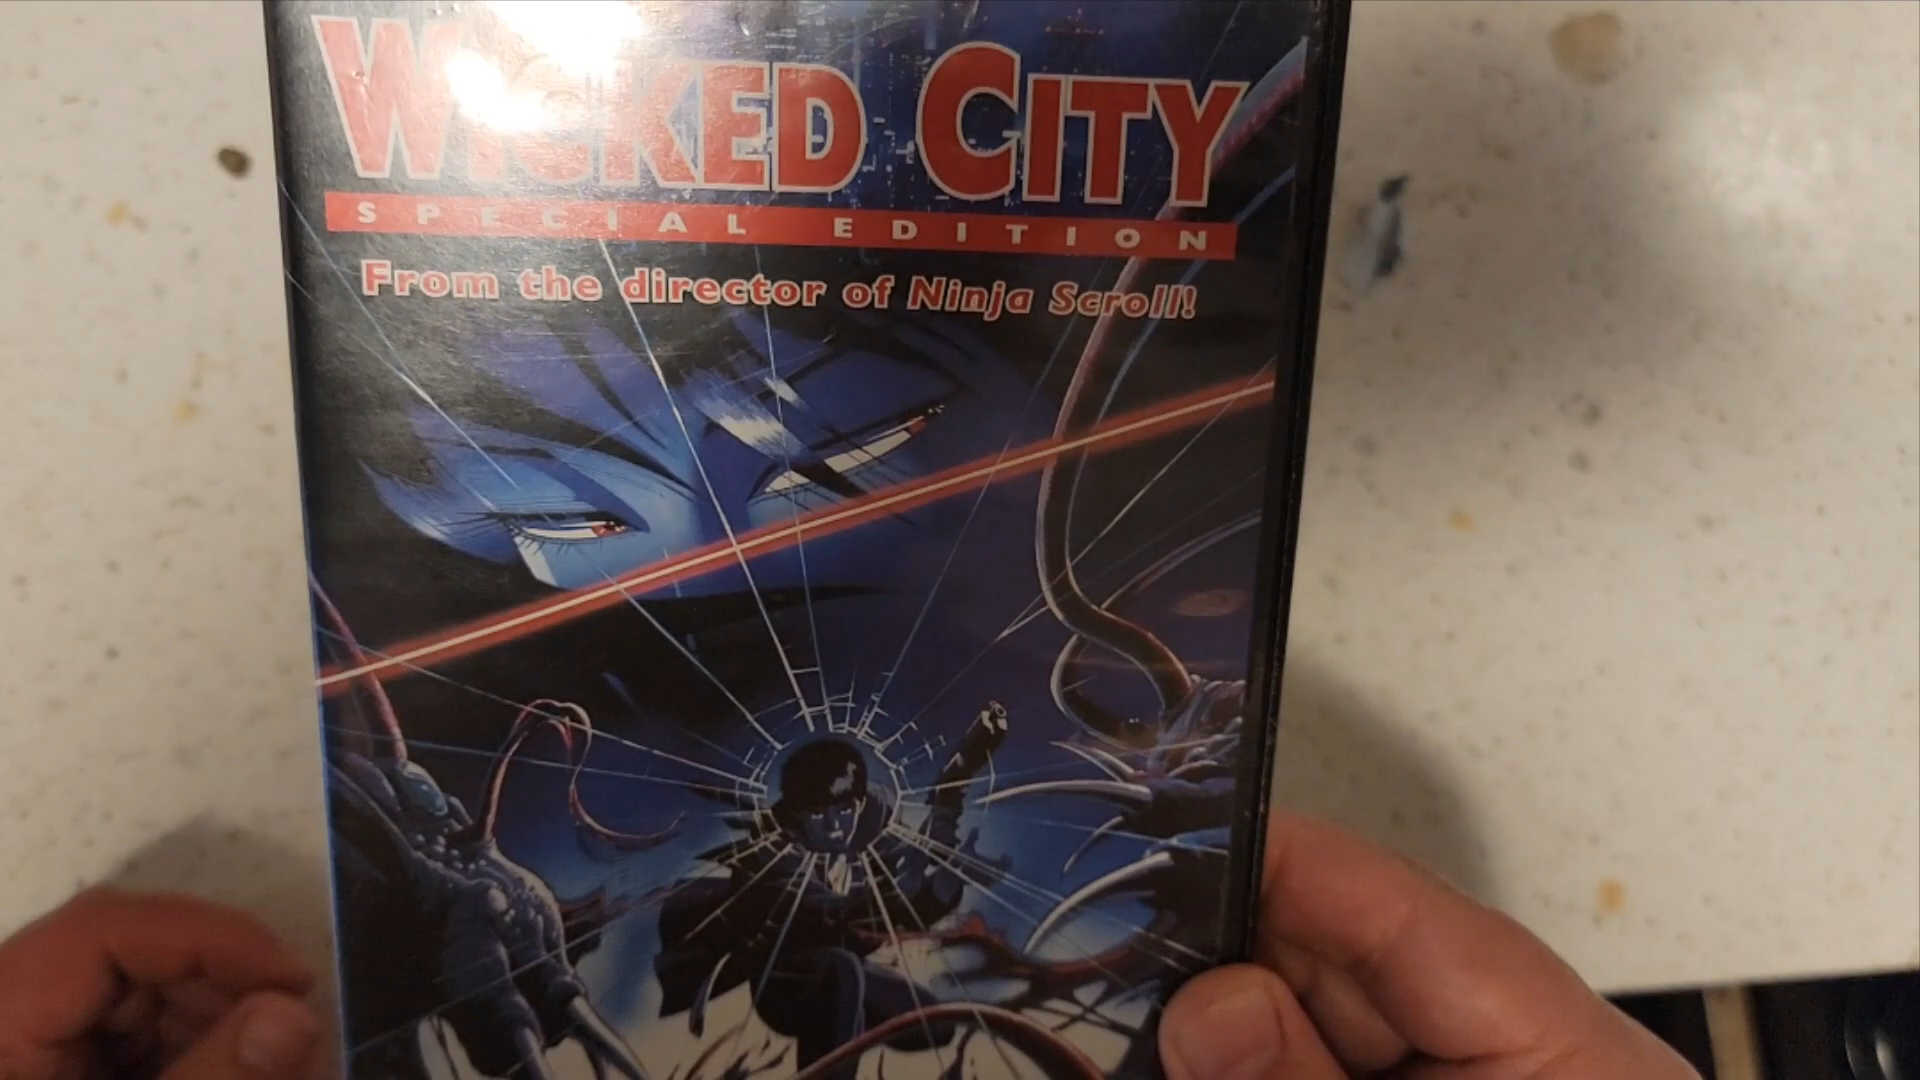 WICKED CITY
SPECIAL EDITION
From the director of Ninja Scroll!